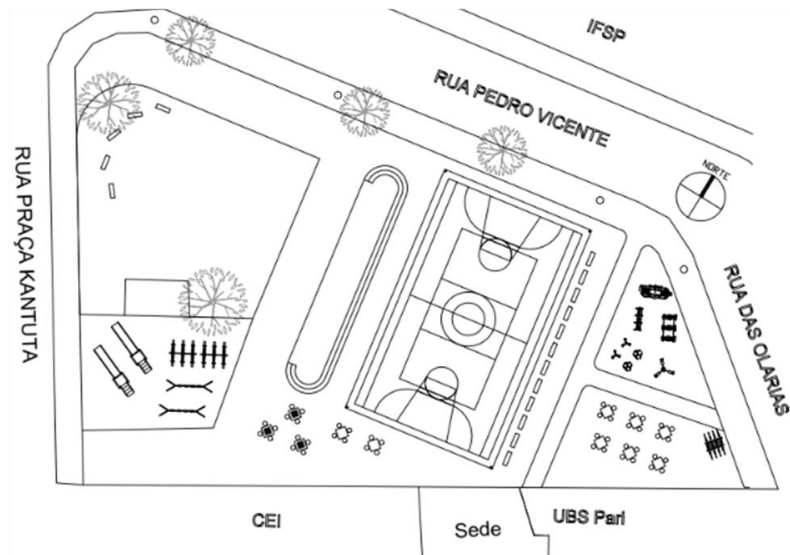 IFSP
RUA PEDRO VICENTE
NORTE
RUA PRAÇA KANTUTA
RUA DAS OLARIAS
CEI
Sede
UBS Pari